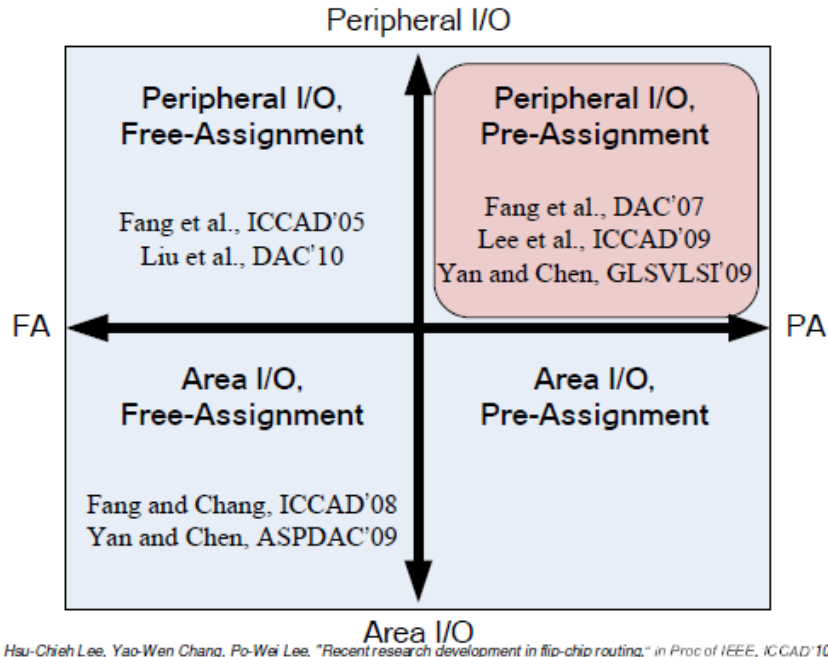 Peripheral I/O
Peripheral I/O,
Free-Assignment
Fang et al., ICCAD'05
Liu et al., DAC'10
Peripheral I/O,
Pre-Assignment
Fang et al., DAC'07
Lee et al., ICCAD'09
Yan and Chen, GLSVLSI'09
FA
PA
Area I/O,
Free-Assignment
Fang and Chang, ICCAD'08
Yan and Chen, ASPDAC'09
Area I/O,
Pre-Assignment
Area I/O
Hsu-Chieh Lee, Yao-Wen Chang, Po-Wei Lee, "Recent research development in flip-chip routing," in Proc of IEEE, ICCAD'10